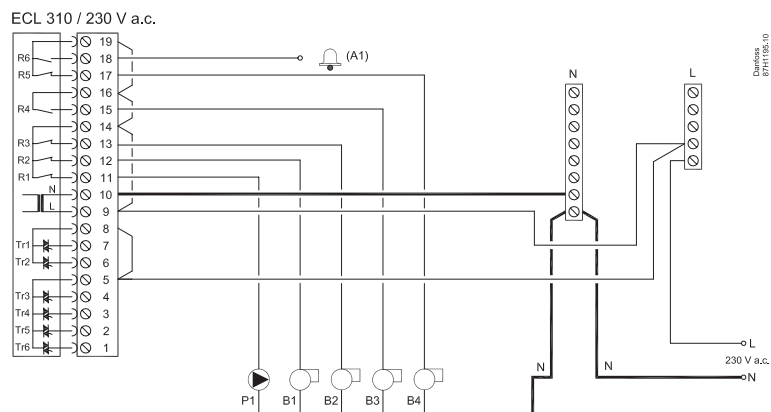 ECL 310 / 230 V a.c.
Danfoss
87H1195.10
19
R6 18 (A1)
R5 17 N L
16
R4 15
14
R3 13
R2 12
R1 11
N 10
L 9
8
Tr1 7
Tr2 6
5
Tr3 4
Tr4 3
Tr5 2
Tr6 1
L
230 V a.c.
N N N
P1 B1 B2 B3 B4